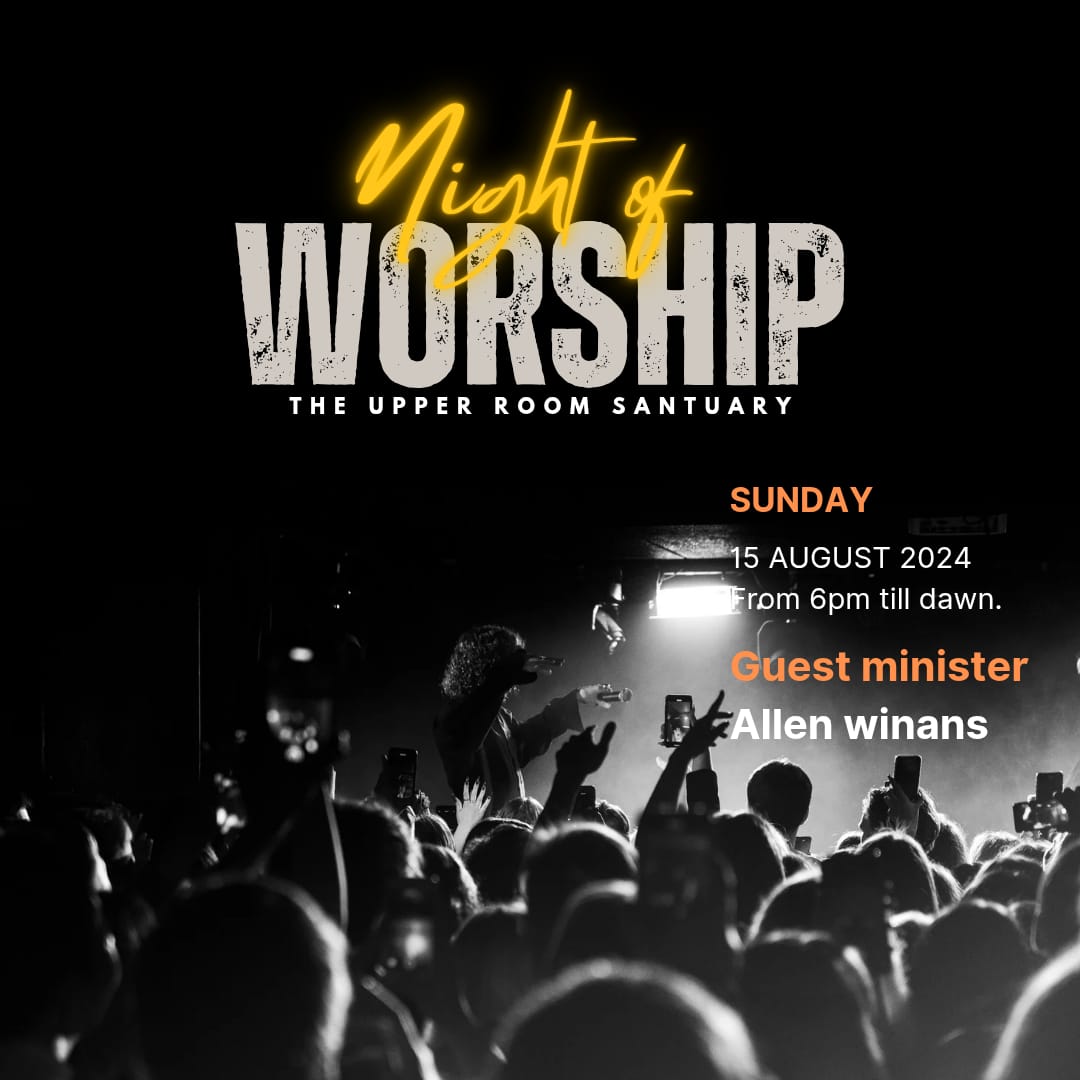 Night of
WORSHIP
THE UPPER ROOM SANTUARY
SUNDAY
15 AUGUST 2024
From 6pm till dawn.
Guest minister
Allen winans